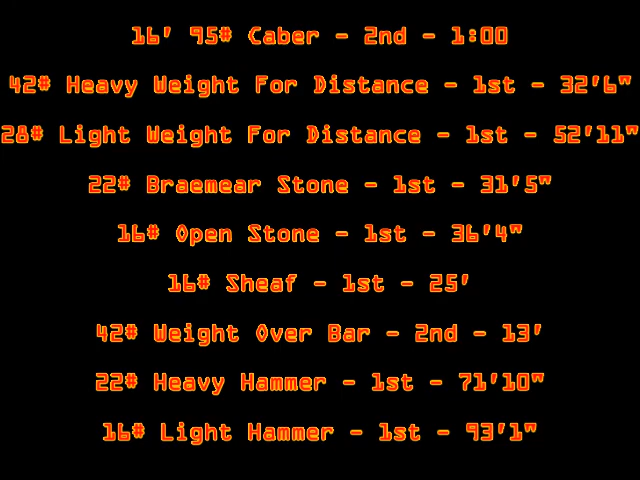 16' 95# Caber - 2nd - 1:00
42# Heavy Weight For Distance - 1st - 32'6"
28# Light Weight For Distance - 1st - 52'11"
22# Braemear Stone - 1st - 31'5"
16# Open Stone - 1st - 36'4"
16# Sheaf - 1st - 25'
42# Weight Over Bar - 2nd - 13'
22# Heavy Hammer - 1st - 71'10"
16# Light Hammer - 1st - 93'1"